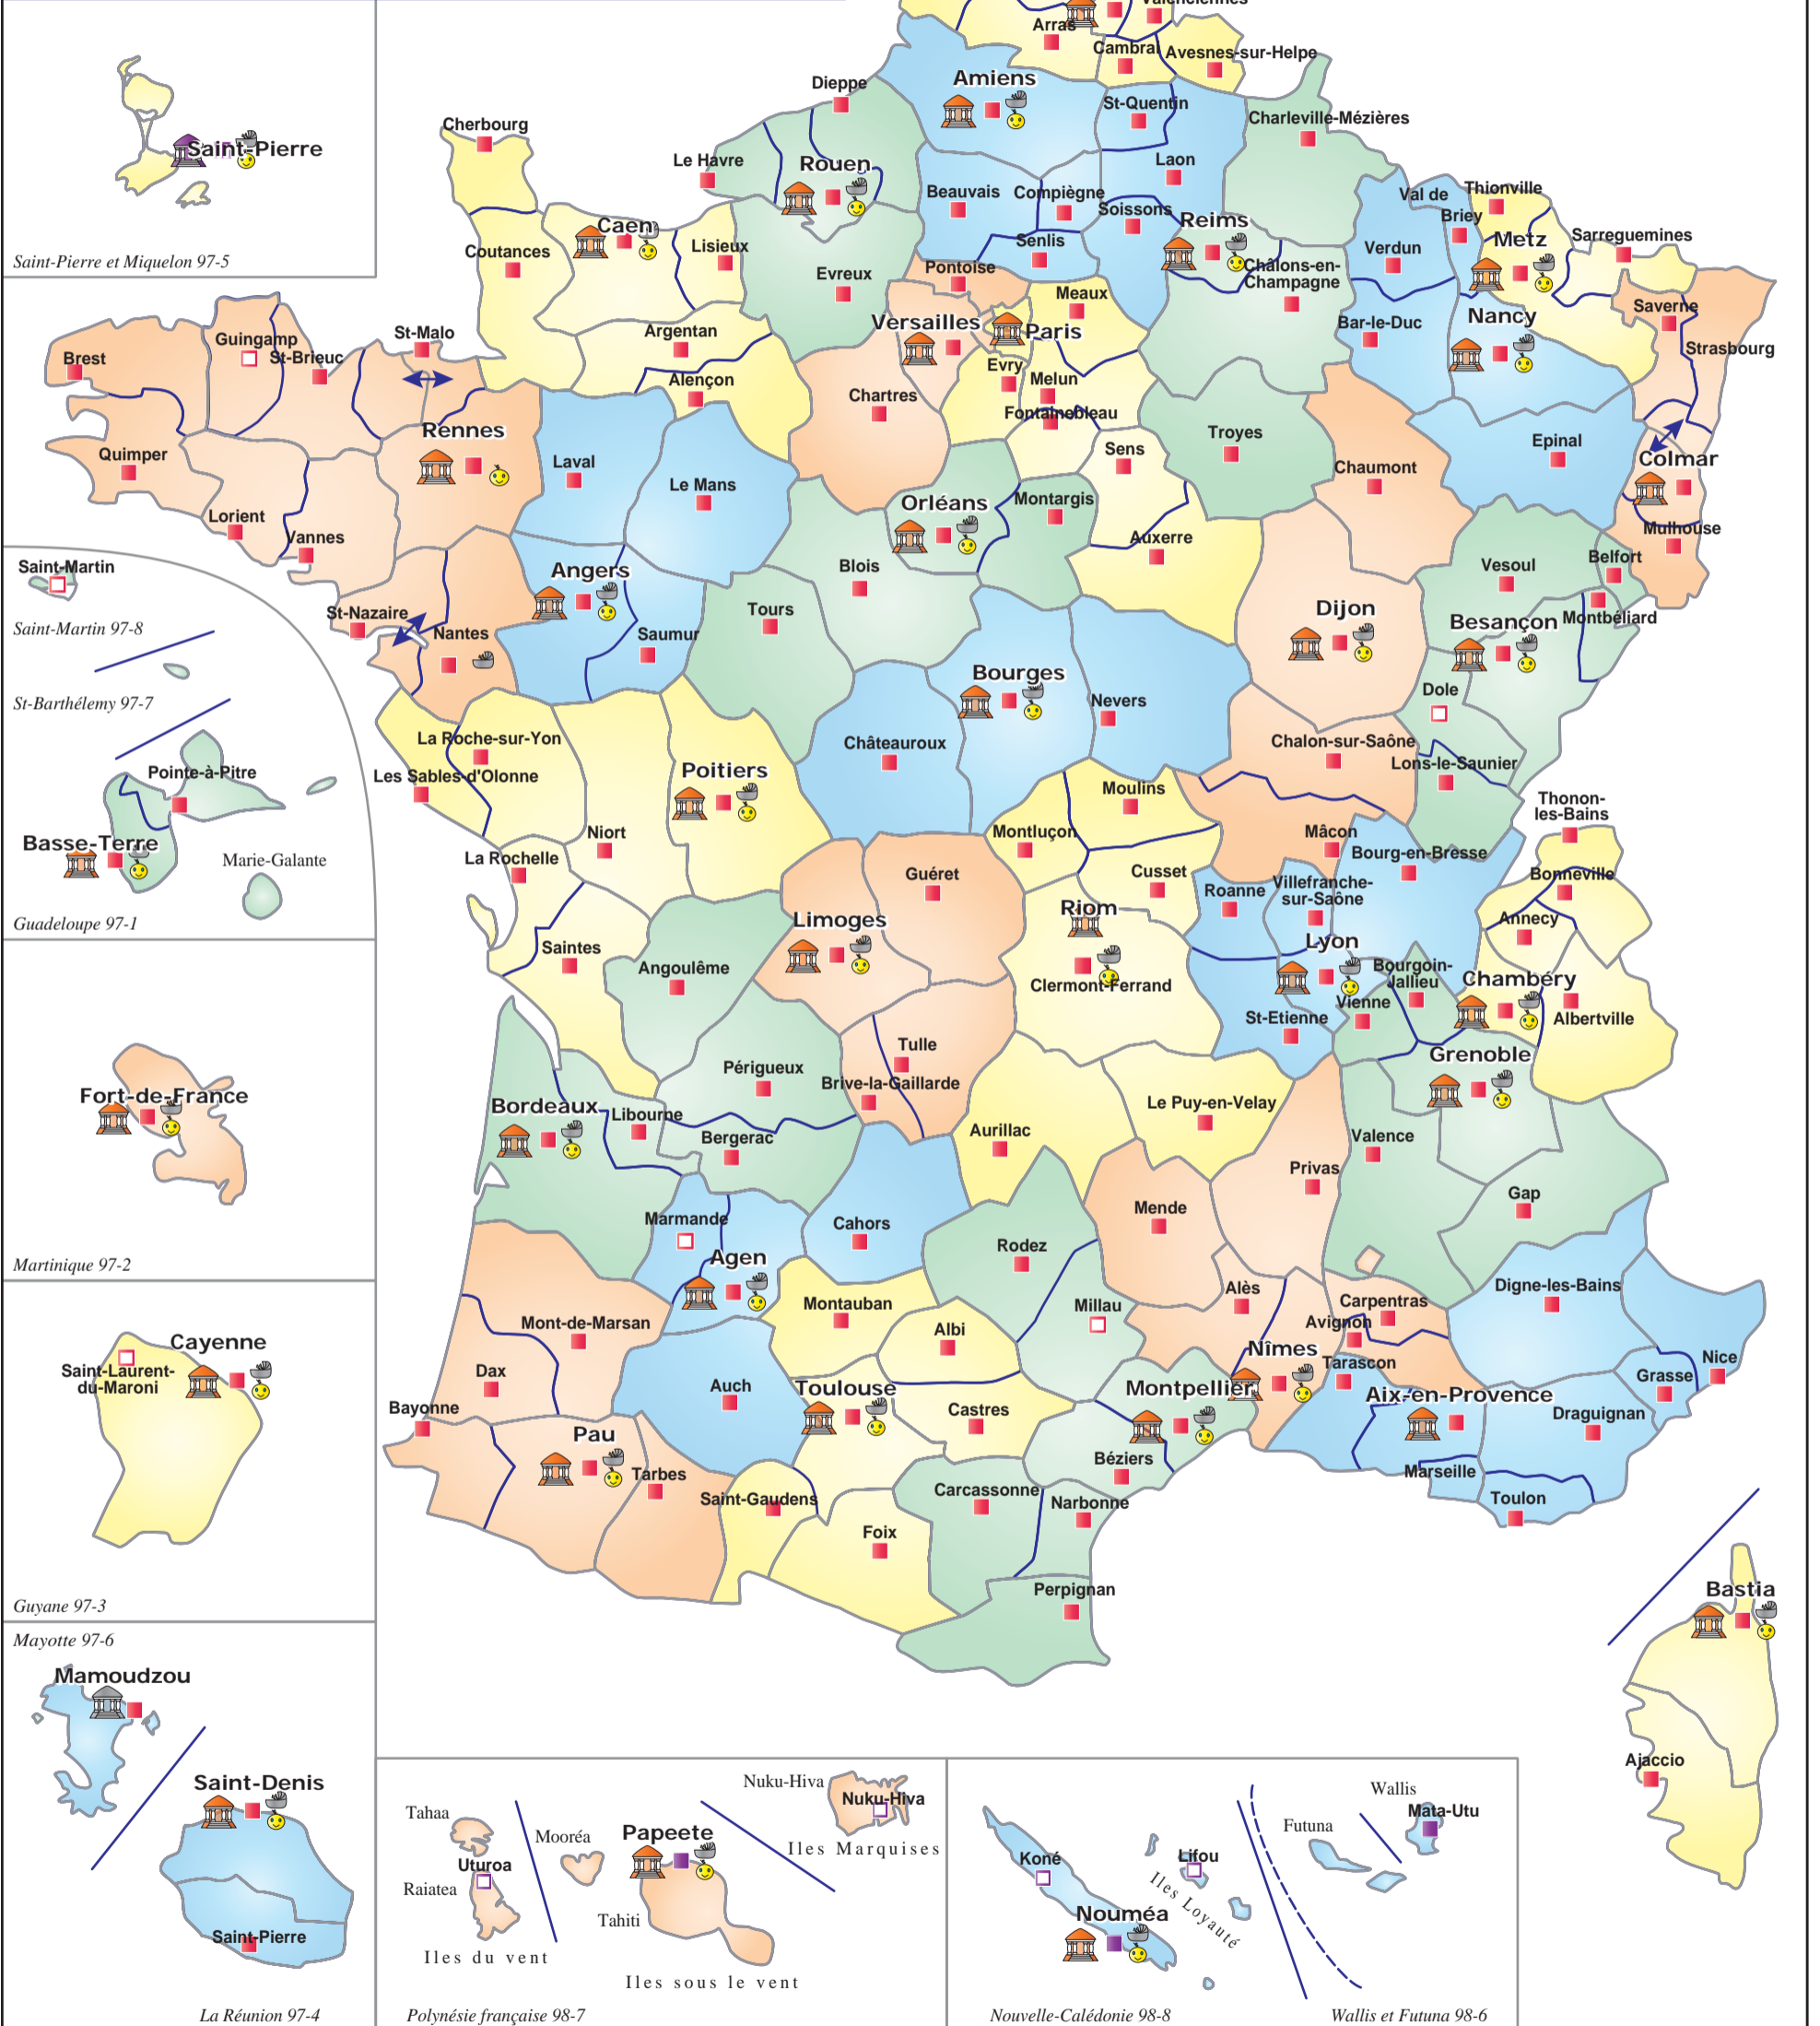 Valenciennes
Arras
Cambrai
Avesnes-sur-Helpe
Dieppe
Amiens
St-Quentin
Charleville-Mézières
Cherbourg
Saint-Pierre
Le Havre
Rouen
Laon
Beauvais
Compiègne
Soissons
Reims
Val de
Briey
Thionville
Caen
Coutances
Lisieux
Senlis
Verdun
Metz
Sarreguemines
Saint-Pierre et Miquelon 97-5
Evreux
Pontoise
Châlons-en-
Champagne
Meaux
Versailles
Paris
Bar-le-Duc
Nancy
Saverne
Strasbourg
Guingamp
St-Brieuc
St-Malo
Brest
Argentan
Alençon
Chartres
Evry
Melun
Fontainebleau
Rennes
Quimper
Laval
Le Mans
Sens
Troyes
Chaumont
Epinal
Colmar
Lorient
Vannes
Orléans
Montargis
Auxerre
Mulhouse
Saint-Martin
Saint-Martin 97-8
Angers
Blois
Vesoul
Belfort
St-Nazaire
Nantes
Saumur
Tours
Dijon
Besançon
Montbéliard
St-Barthélemy 97-7
Bourges
Nevers
Dole
La Roche-sur-Yon
Les Sables-d'Olonne
Châteauroux
Chalon-sur-Saône
Lons-le-Saunier
Pointe-à-Pitre
Poitiers
Moulins
Thonon-
les-Bains
Basse-Terre
Marie-Galante
Niort
Montluçon
Mâcon
Bourg-en-Bresse
La Rochelle
Guéret
Cusset
Roanne
Villefranche-
sur-Saône
Bonneville
Guadeloupe 97-1
Limoges
Riom
Annecy
Saintes
Angoulême
Clermont-Ferrand
Lyon
Bourgoin-
Jallieu
Chambéry
Vienne
St-Etienne
Albertville
Tulle
Périgueux
Brive-la-Gaillarde
Grenoble
Fort-de-France
Bordeaux
Libourne
Bergerac
Aurillac
Le Puy-en-Velay
Valence
Privas
Marmande
Cahors
Mende
Gap
Agen
Rodez
Martinique 97-2
Digne-les-Bains
Montauban
Millau
Alès
Carpentras
Avignon
Mont-de-Marsan
Albi
Nîmes
Cayenne
Saint-Laurent-
du-Maroni
Dax
Auch
Toulouse
Montpellier
Tarascon
Nice
Grasse
Aix-en-Provence
Bayonne
Castres
Draguignan
Pau
Tarbes
Béziers
Marseille
Saint-Gaudens
Carcassonne
Narbonne
Toulon
Foix
Perpignan
Guyane 97-3
Bastia
Mayotte 97-6
Mamoudzou
Ajaccio
Saint-Denis
Saint-Pierre
La Réunion 97-4
Tahaa
Uturoa
Raiatea
Mooréa
Papeete
Tahiti
Nuku-Hiva
Nuku-Hiva
Iles Marquises
Iles du vent
Iles sous le vent
Polynésie française 98-7
Koné
Lifou
Iles Loyauté
Nouméa
Nouvelle-Calédonie 98-8
Futuna
Wallis
Mata-Utu
Wallis et Futuna 98-6